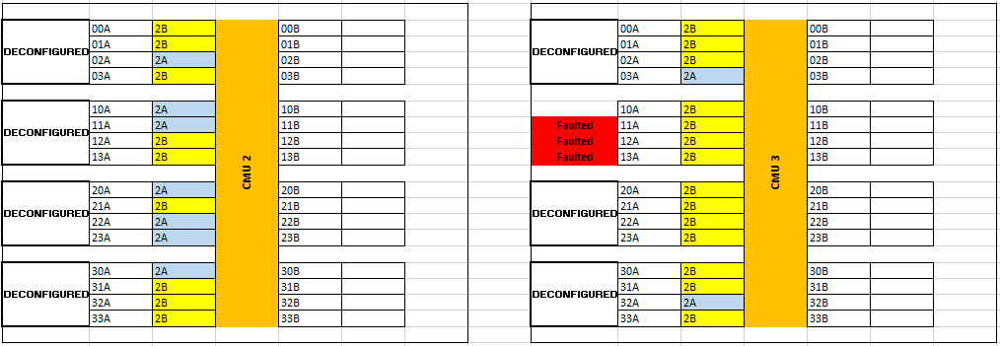 00A 2B 00B 00A 2B 00B
01A 2B 01B 01A 2B 01B
DECONFIGURED 02A 2A 02B DECONFIGURED 02A 2B 02B
03A 2B 03B 03A 2A 03B
10A 2A 10B 10A 2B 10B
DECONFIGURED 11A 2A 11B Faulted 11A 2B 11B
12A 2B 12B Faulted 12A 2B 12B
13A 2B 13B Faulted 13A 2B 13B
CMU 2 CMU 3
20A 2A 20B 20A 2B 20B
21A 2B 21B 21A 2B 21B
DECONFIGURED 22A 2A 22B DECONFIGURED 22A 2B 22B
23A 2A 23B 23A 2B 23B
30A 2A 30B 30A 2B 30B
31A 2B 31B 31A 2B 31B
DECONFIGURED 32A 2B 32B DECONFIGURED 32A 2A 32B
33A 2B 33B 33A 2B 33B